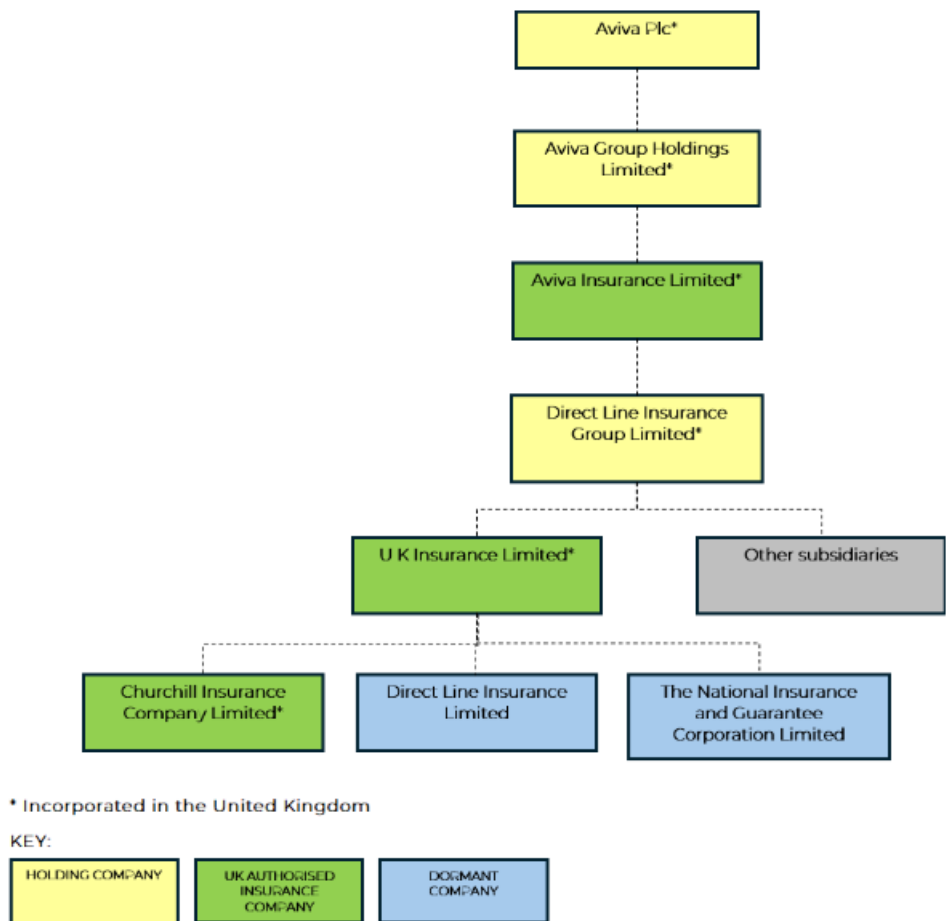 Aviva Plc*
Aviva Group Holdings
Limited*
Aviva Insurance Limited*
Direct Line Insurance
Group Limited*
U K Insurance Limited*
Other subsidiaries
Churchill Insurance
Company Limited*
Direct Line Insurance
Limited
The National Insurance
and Guarantee
Corporation Limited
* Incorporated in the United Kingdom
KEY:
HOLDING COMPANY
UK AUTHORISED
INSURANCE
COMPANY
DORMANT
COMPANY